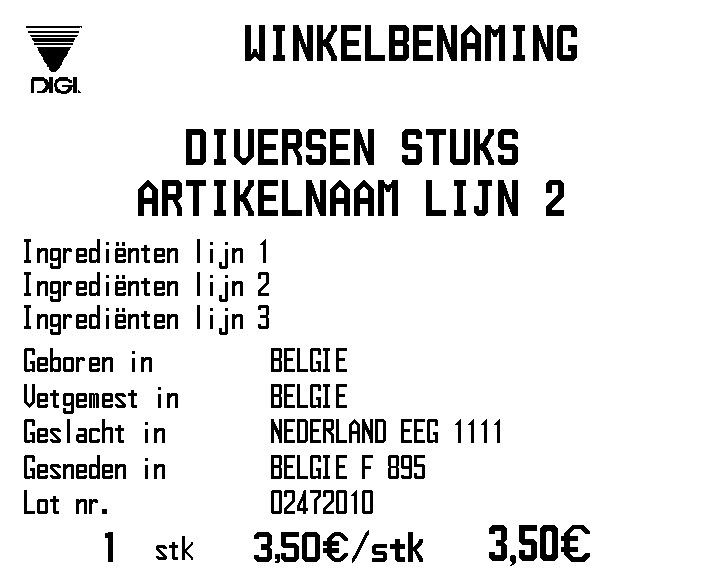 DIGI.
WINKELBENAMING
DIVERSEN STUKS
ARTIKELNAAM LIJN 2
Ingrediënten lijn 1
Ingrediënten lijn 2
Ingrediënten lijn 3
Geboren in BELGIE
Vetgemest in BELGIE
Geslacht in NEDERLAND EEG 1111
Gesneden in BELGIE F 895
Lot nr. 02472010
1 stk 3,50€/stk 3,50€